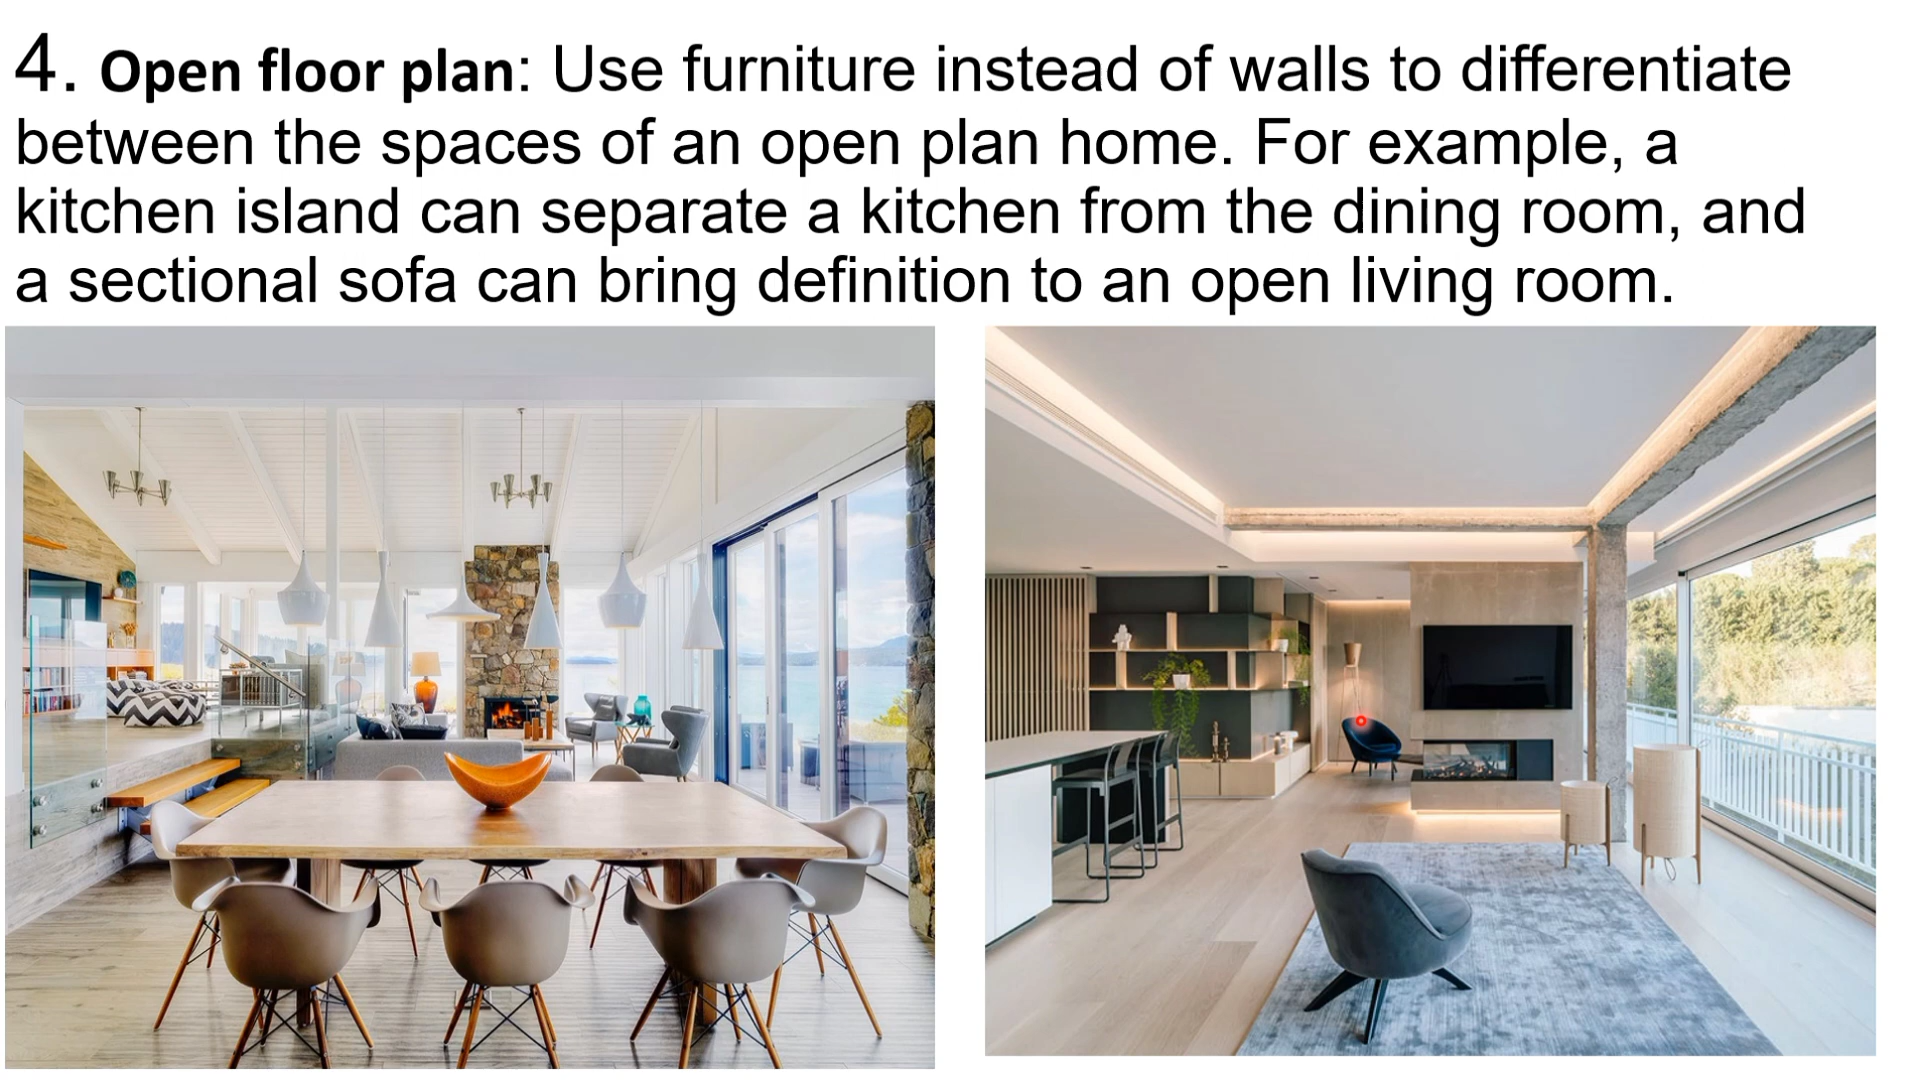 4. Open floor plan: Use furniture instead of walls to differentiate
between the spaces of an open plan home. For example, a
kitchen island can separate a kitchen from the dining room, and
a sectional sofa can bring definition to an open living room.